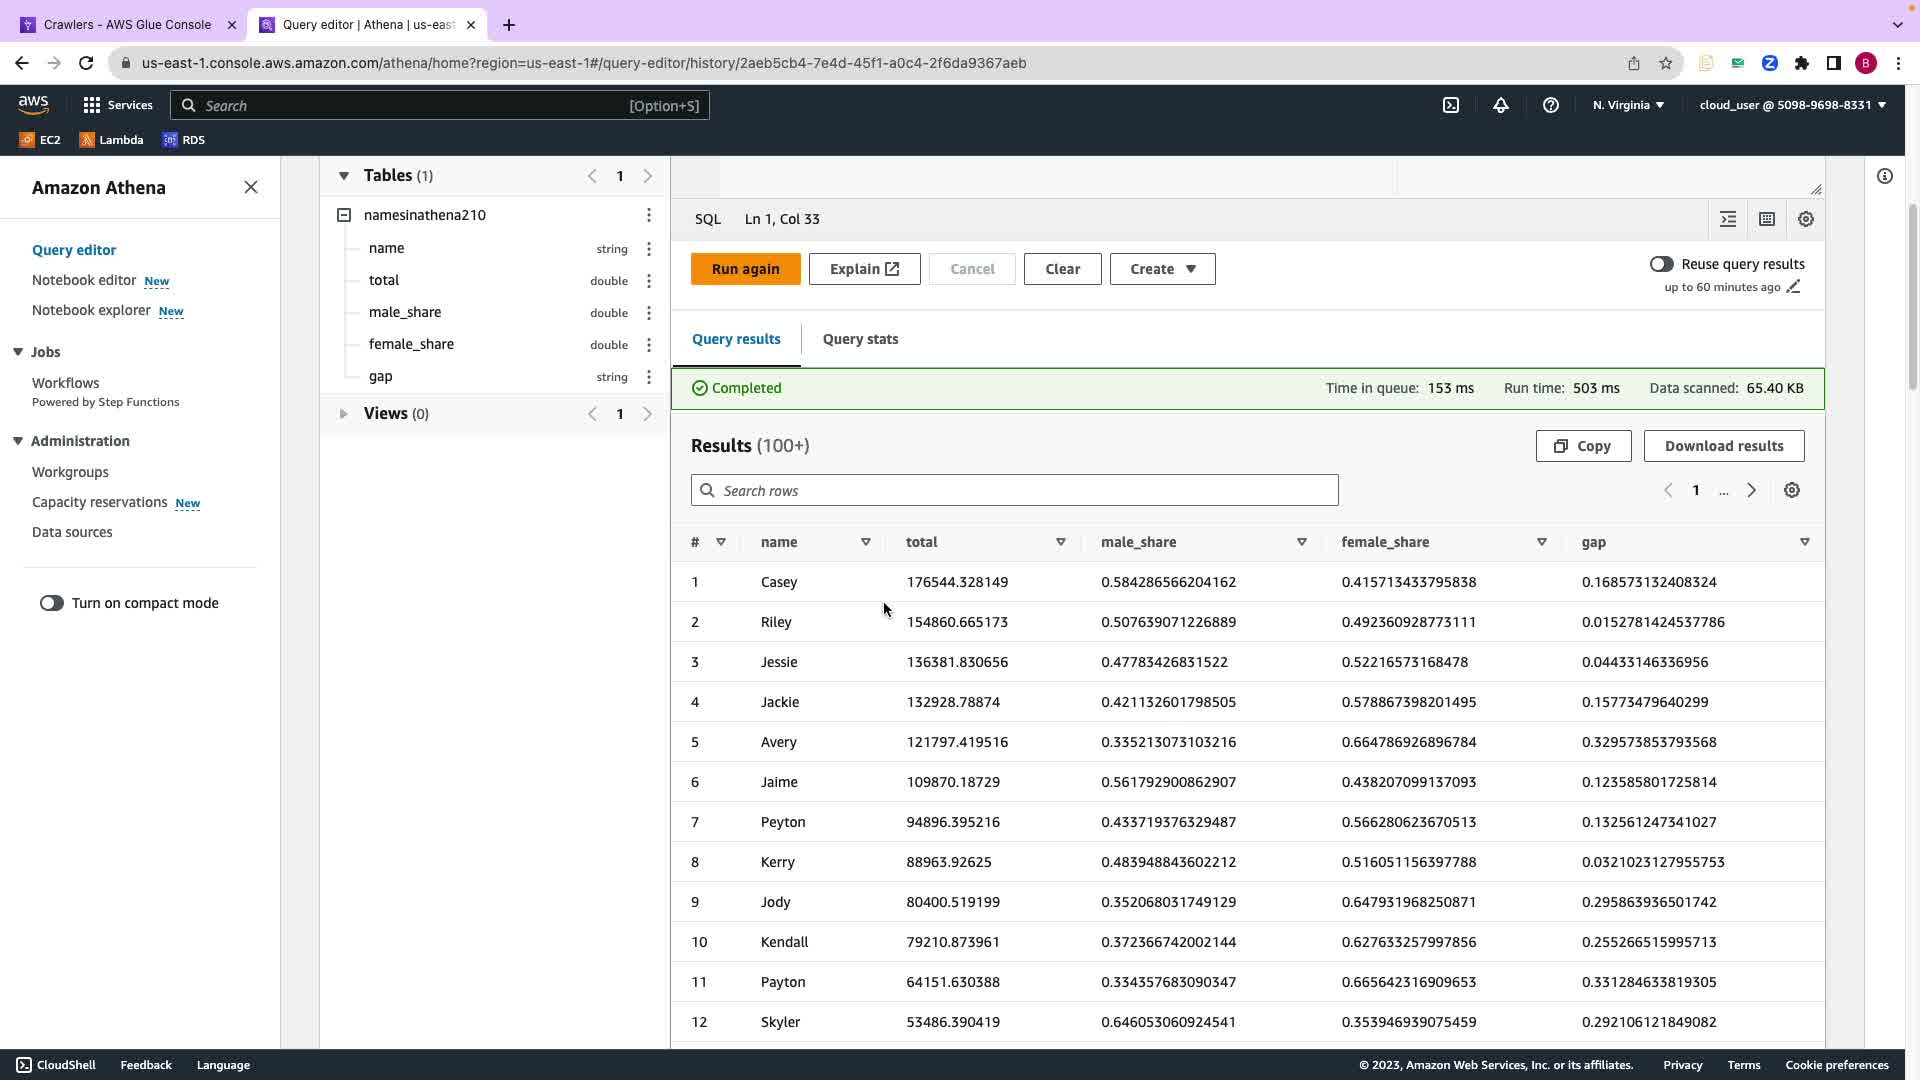 Crawlers - AWS Glue Console
Query editor | Athena | us-east
us-east-1.console.aws.amazon.com/athena/home?region=us-east-1#/query-editor/history/2aeb5cb4-7e4d-45f1-a0c4-2f6da9367aeb
B
aws
Services
Search
[Option+S]
N. Virginia
cloud_user @ 5098-9698-8331
EC2
Lambda
RDS
Amazon Athena
Query editor
Notebook editor New
Notebook explorer New
Jobs
Workflows
Powered by Step Functions
Administration
Workgroups
Capacity reservations New
Data sources
Turn on compact mode
Tables (1)
1
namesinathena210
name string
total double
male_share double
female_share double
gap string
Views (0)
1
SQL Ln 1, Col 33
Run again
Explain
Cancel
Clear
Create
Reuse query results
up to 60 minutes ago
Query results
Query stats
Completed
Time in queue: 153 ms Run time: 503 ms Data scanned: 65.40 KB
Results (100+)
Copy
Download results
Search rows
1 ...
# name total male_share female_share gap
1 Casey 176544.328149 0.584286566204162 0.415713433795838 0.168573132408324
2 Riley 154860.665173 0.507639071226889 0.492360928773111 0.0152781424537786
3 Jessie 136381.830656 0.47783426831522 0.52216573168478 0.04433146336956
4 Jackie 132928.78874 0.421132601798505 0.578867398201495 0.15773479640299
5 Avery 121797.419516 0.335213073103216 0.664786926896784 0.329573853793568
6 Jaime 109870.18729 0.561792900862907 0.438207099137093 0.123585801725814
7 Peyton 94896.395216 0.433719376329487 0.566280623670513 0.132561247341027
8 Kerry 88963.92625 0.483948843602212 0.516051156397788 0.0321023127955753
9 Jody 80400.519199 0.352068031749129 0.647931968250871 0.295863936501742
10 Kendall 79210.873961 0.372366742002144 0.627633257997856 0.255266515995713
11 Payton 64151.630388 0.334357683090347 0.665642316909653 0.331284633819305
12 Skyler 53486.390419 0.646053060924541 0.353946939075459 0.292106121849082
CloudShell
Feedback
Language
© 2023, Amazon Web Services, Inc. or its affiliates.
Privacy
Terms
Cookie preferences